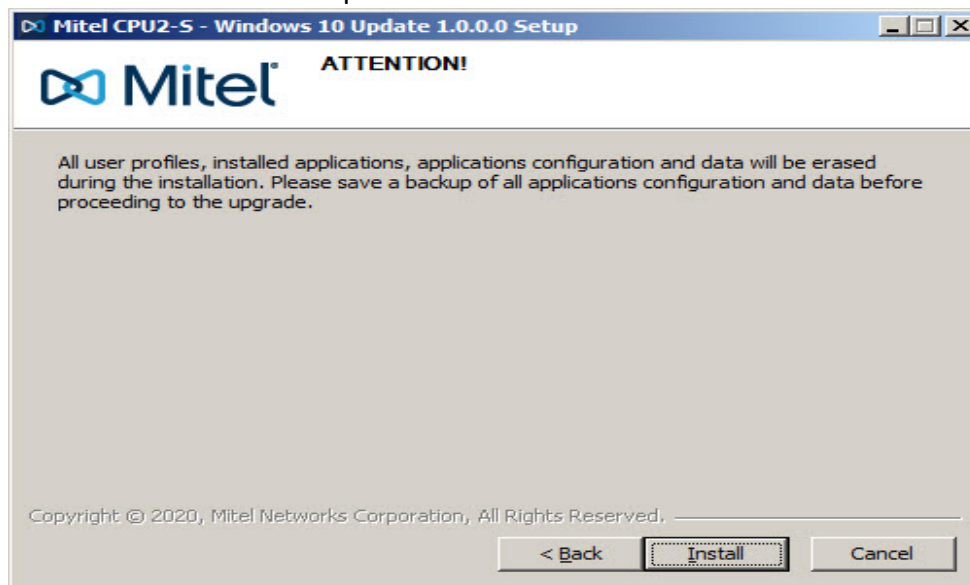 Mitel CPU2-S - Windows 10 Update 1.0.0.0 Setup
Mitel
ATTENTION!
All user profiles, installed applications, applications configuration and data will be erased
during the installation. Please save a backup of all applications configuration and data before
proceeding to the upgrade.
Copyright © 2020, Mitel Networks Corporation, All Rights Reserved.
< Back Install Cancel